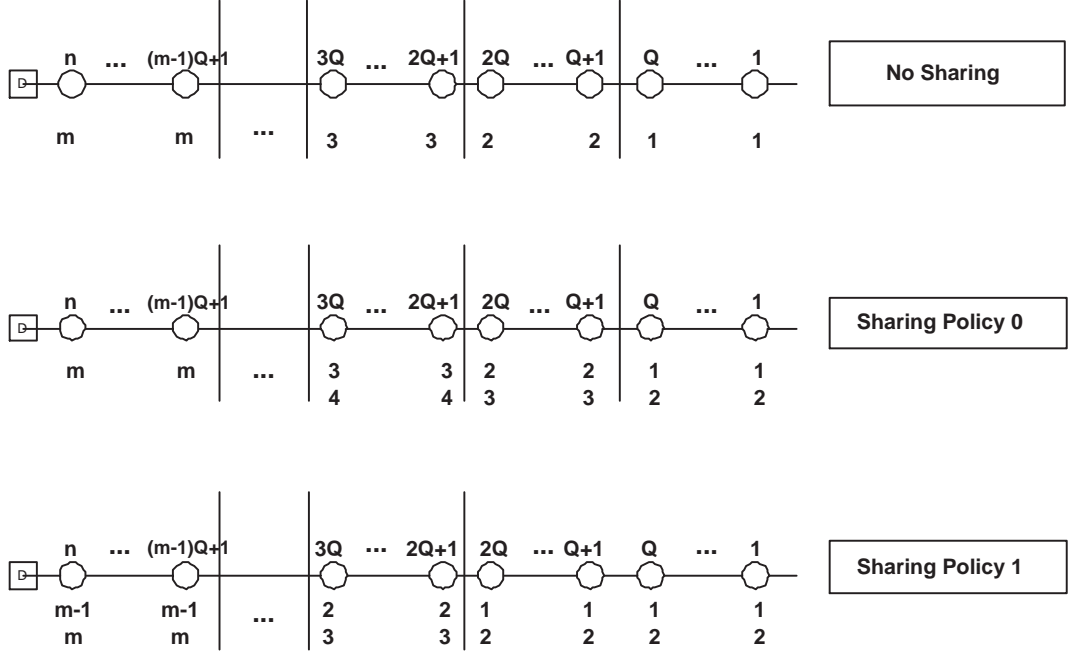 n ... (m-1)Q+1 3Q ... 2Q+1 2Q ... Q+1 Q ... 1
D
No Sharing
m m ... 3 3 2 2 1 1
n ... (m-1)Q+1 3Q ... 2Q+1 2Q ... Q+1 Q ... 1
D
Sharing Policy 0
m m ... 3 3 2 2 1 1
4 4 3 3 2 2
n ... (m-1)Q+1 3Q ... 2Q+1 2Q ... Q+1 Q ... 1
D
Sharing Policy 1
m-1 m-1 ... 2 2 1 1 1 1
m m 3 3 2 2 2 2